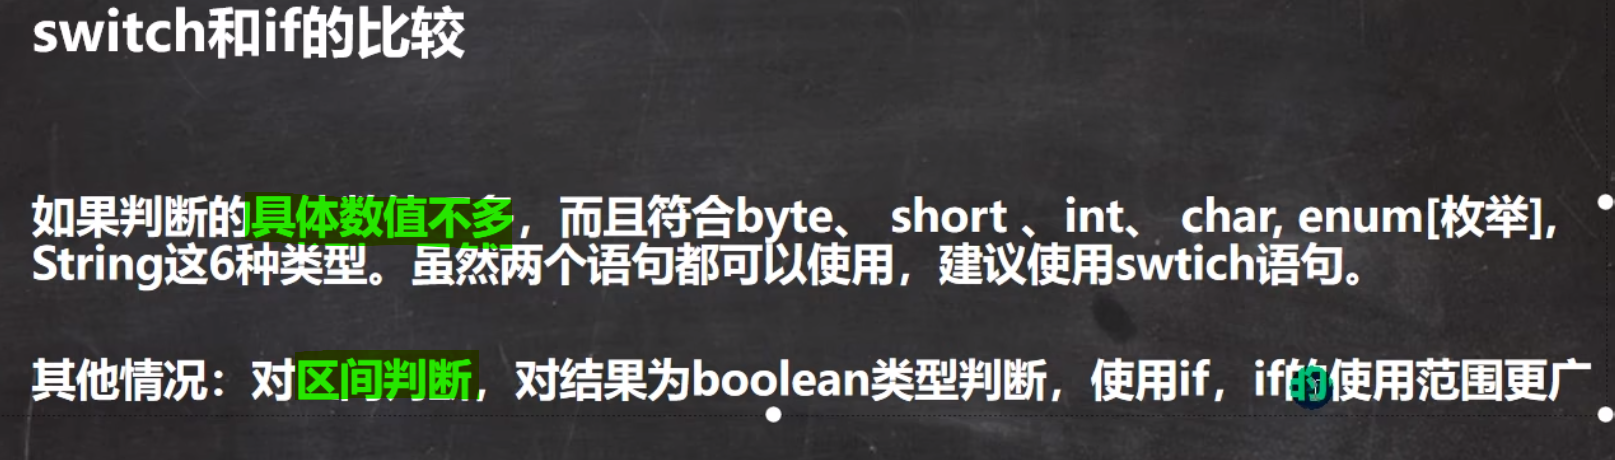 switch和if的比较
如果判断的具体数值不多，而且符合byte、 short 、int、 char, enum[枚举],
String这6种类型。虽然两个语句都可以使用，建议使用swtich语句。
其他情况：对区间判断，对结果为boolean类型判断，使用if，if的使用范围更广